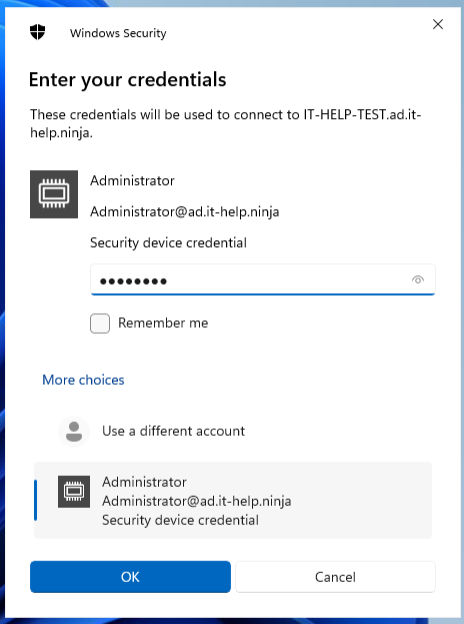 Windows Security
Enter your credentials
These credentials will be used to connect to IT-HELP-TEST.ad.it-
help.ninja.
Administrator
Administrator@ad.it-help.ninja
Security device credential
●●●●●●●●
Remember me
More choices
Use a different account
Administrator
Administrator@ad.it-help.ninja
Security device credential
OK
Cancel